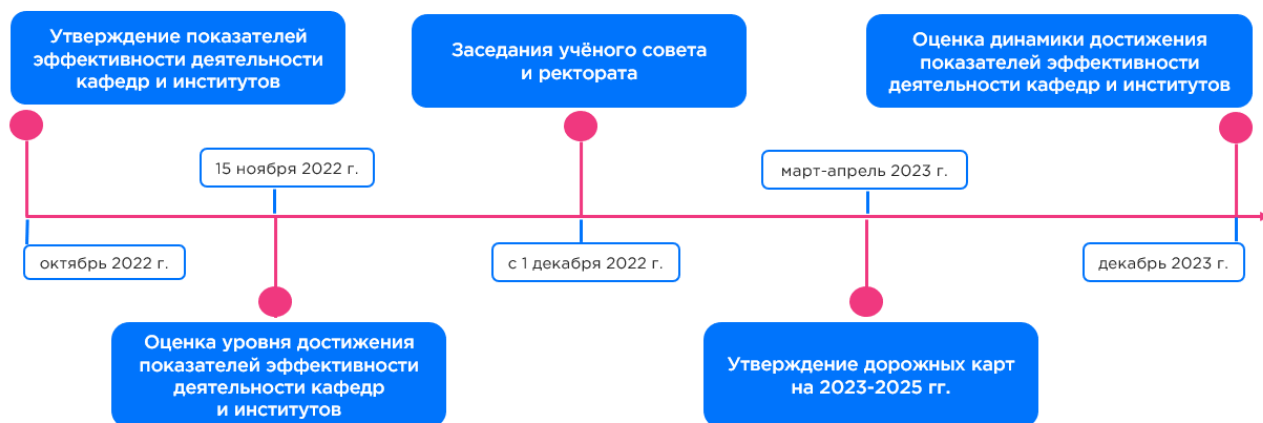 Утверждение показателей
эффективности деятельности
кафедр и институтов
Заседания учёного совета
и ректората
Оценка динамики достижения
показателей эффективности
деятельности кафедр и институтов
15 ноября 2022 г.
март-апрель 2023 г.
октябрь 2022 г.
с 1 декабря 2022 г.
декабрь 2023 г.
Оценка уровня достижения
показателей эффективности
деятельности кафедр
и институтов
Утверждение дорожных карт
на 2023-2025 гг.